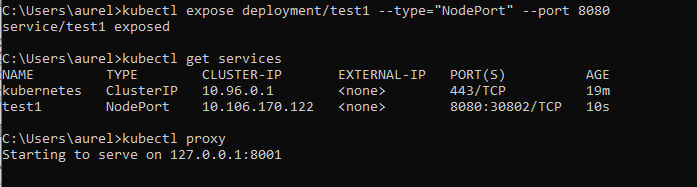 C:\Users\aurel>kubectl expose deployment/test1 --type="NodePort" --port 8080
service/test1 exposed
C:\Users\aurel>kubectl get services
NAME TYPE CLUSTER-IP EXTERNAL-IP PORT(S) AGE
kubernetes ClusterIP 10.96.0.1 <none> 443/TCP 19m
test1 NodePort 10.106.170.122 <none> 8080:30802/TCP 10s
C:\Users\aurel>kubectl proxy
Starting to serve on 127.0.0.1:8001